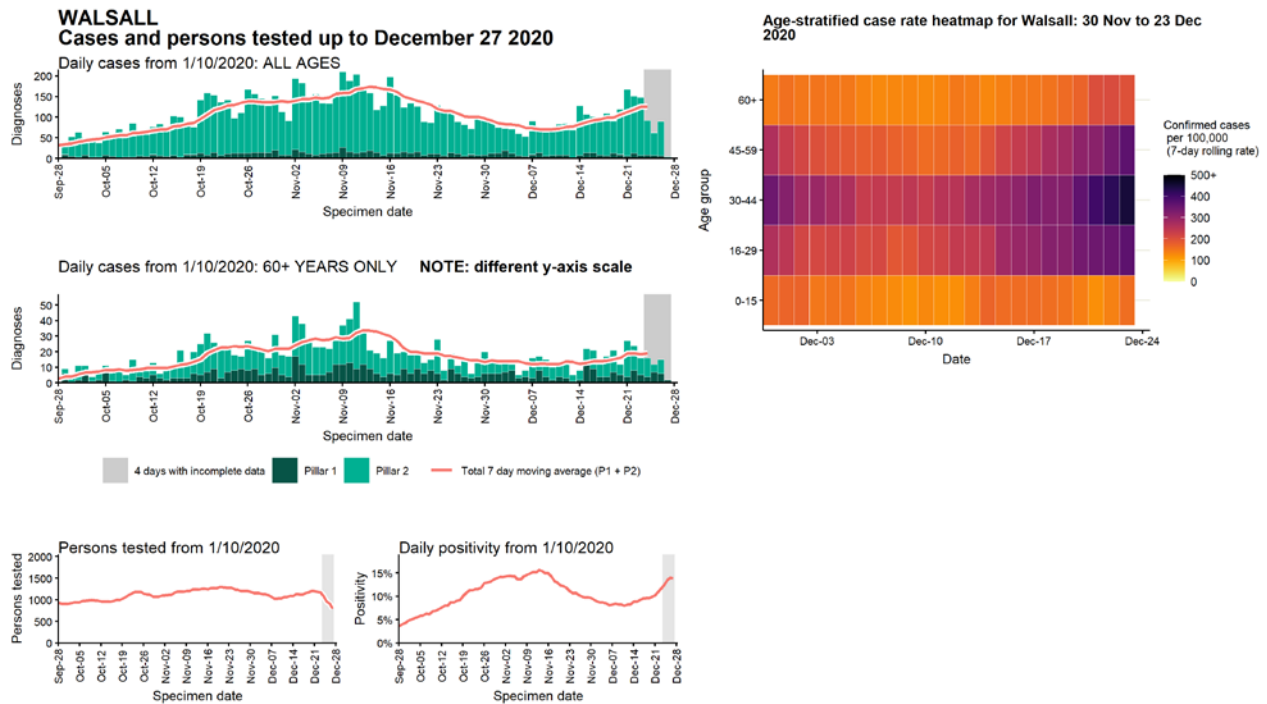 WALSALL
Cases and persons tested up to December 27 2020
Daily cases from 1/10/2020: ALL AGES
Diagnoses
200
150
100
50
0
Sep-28
Oct-05
Oct-12
Oct-19
Oct-26
Nov-02
Nov-09
Nov-16
Nov-23
Nov-30
Dec-07
Dec-14
Dec-21
Dec-28
Specimen date
Daily cases from 1/10/2020: 60+ YEARS ONLY NOTE: different y-axis scale
Diagnoses
50
40
30
20
10
0
Sep-28
Oct-05
Oct-12
Oct-19
Oct-26
Nov-02
Nov-09
Nov-16
Nov-23
Nov-30
Dec-07
Dec-14
Dec-21
Dec-28
Specimen date
4 days with incomplete data Pillar 1 Pillar 2 Total 7 day moving average (P1 + P2)
Persons tested from 1/10/2020
Persons tested
2000
1500
1000
500
0
Sep-28
Oct-05
Oct-12
Oct-19
Oct-26
Nov-02
Nov-09
Nov-16
Nov-23
Nov-30
Dec-07
Dec-14
Dec-21
Dec-28
Specimen date
Daily positivity from 1/10/2020
Positivity
15%
10%
5%
0%
Sep-28
Oct-05
Oct-12
Oct-19
Oct-26
Nov-02
Nov-09
Nov-16
Nov-23
Nov-30
Dec-07
Dec-14
Dec-21
Dec-28
Specimen date
Age-stratified case rate heatmap for Walsall: 30 Nov to 23 Dec
2020
Age group
60+
45-59
30-44
16-29
0-15
Dec-03 Dec-10 Dec-17 Dec-24
Date
Confirmed cases
per 100,000
(7-day rolling rate)
500+
400
300
200
100
0